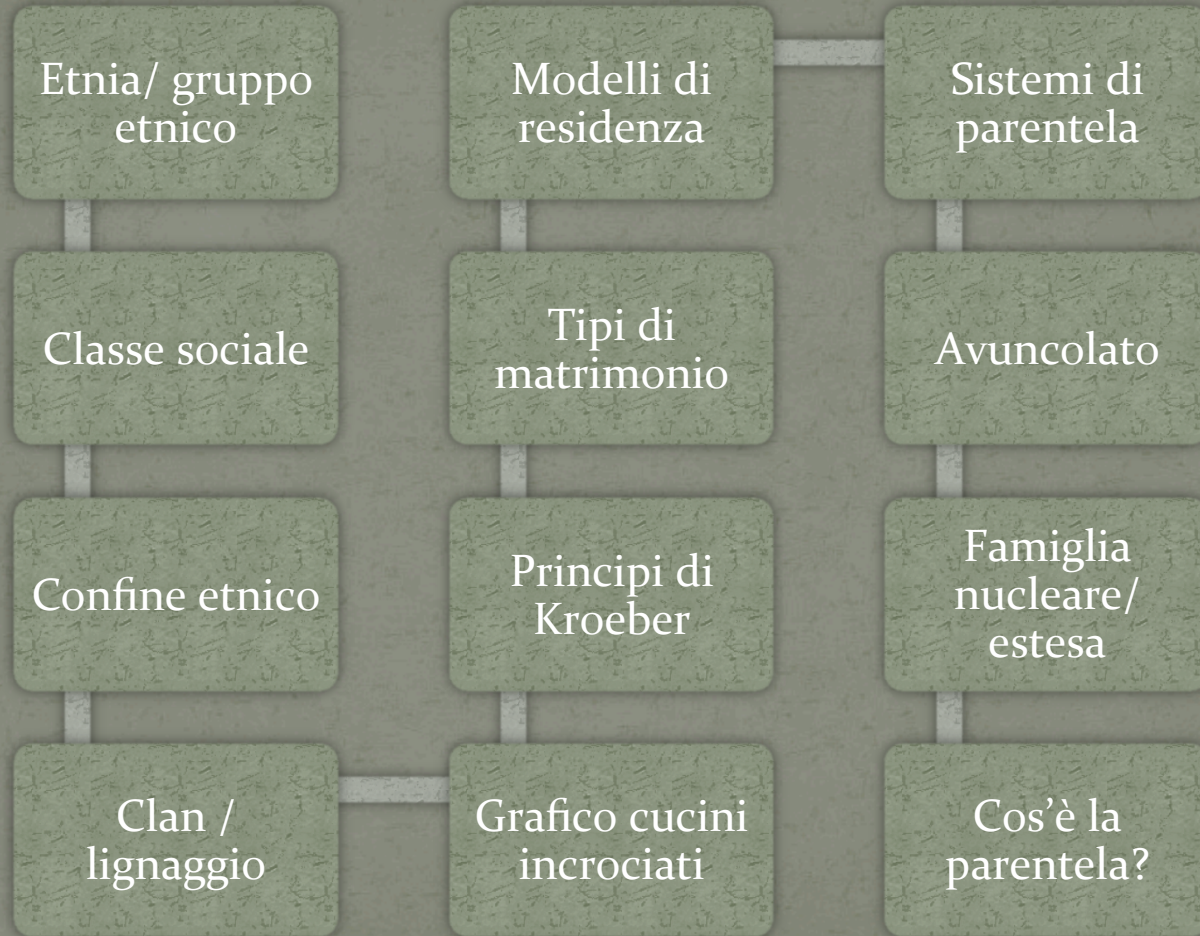 Etnia/ gruppo
etnico
Classe sociale
Confine etnico
Clan /
lignaggio
Grafico cucini
incrociati
Principi di
Kroeber
Tipi di
matrimonio
Modelli di
residenza
Sistemi di
parentela
Avuncolato
Famiglia
nucleare/
estesa
Cos’è la
parentela?